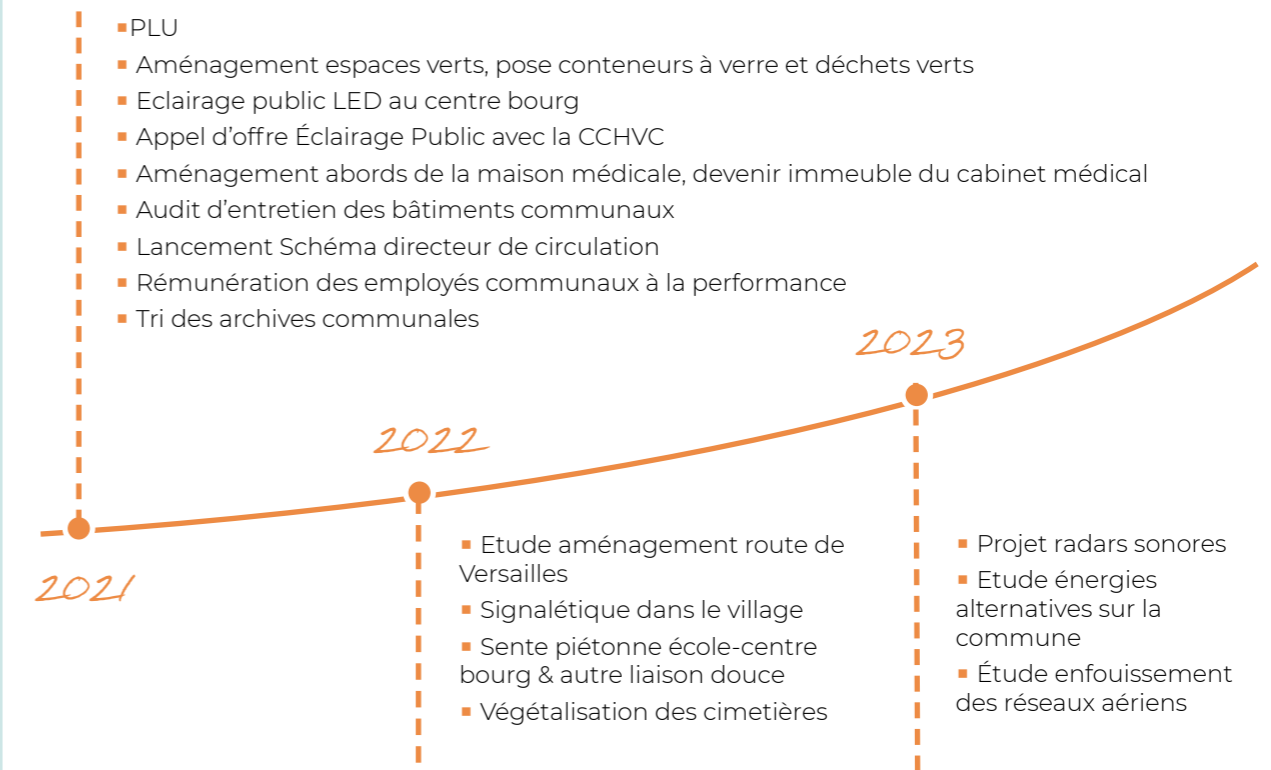 ▪PLU
▪ Aménagement espaces verts, pose conteneurs à verre et déchets verts
▪ Eclairage public LED au centre bourg
▪ Appel d’offre Éclairage Public avec la CCHVC
▪ Aménagement abords de la maison médicale, devenir immeuble du cabinet médical
▪ Audit d’entretien des bâtiments communaux
▪ Lancement Schéma directeur de circulation
▪ Rémunération des employés communaux à la performance
▪ Tri des archives communales
2021
2022
▪ Etude aménagement route de
Versailles
▪ Signalétique dans le village
▪ Sente piétonne école-centre
bourg & autre liaison douce
▪ Végétalisation des cimetières
2023
▪ Projet radars sonores
▪ Etude énergies
alternatives sur la
commune
▪ Étude enfouissement
des réseaux aériens